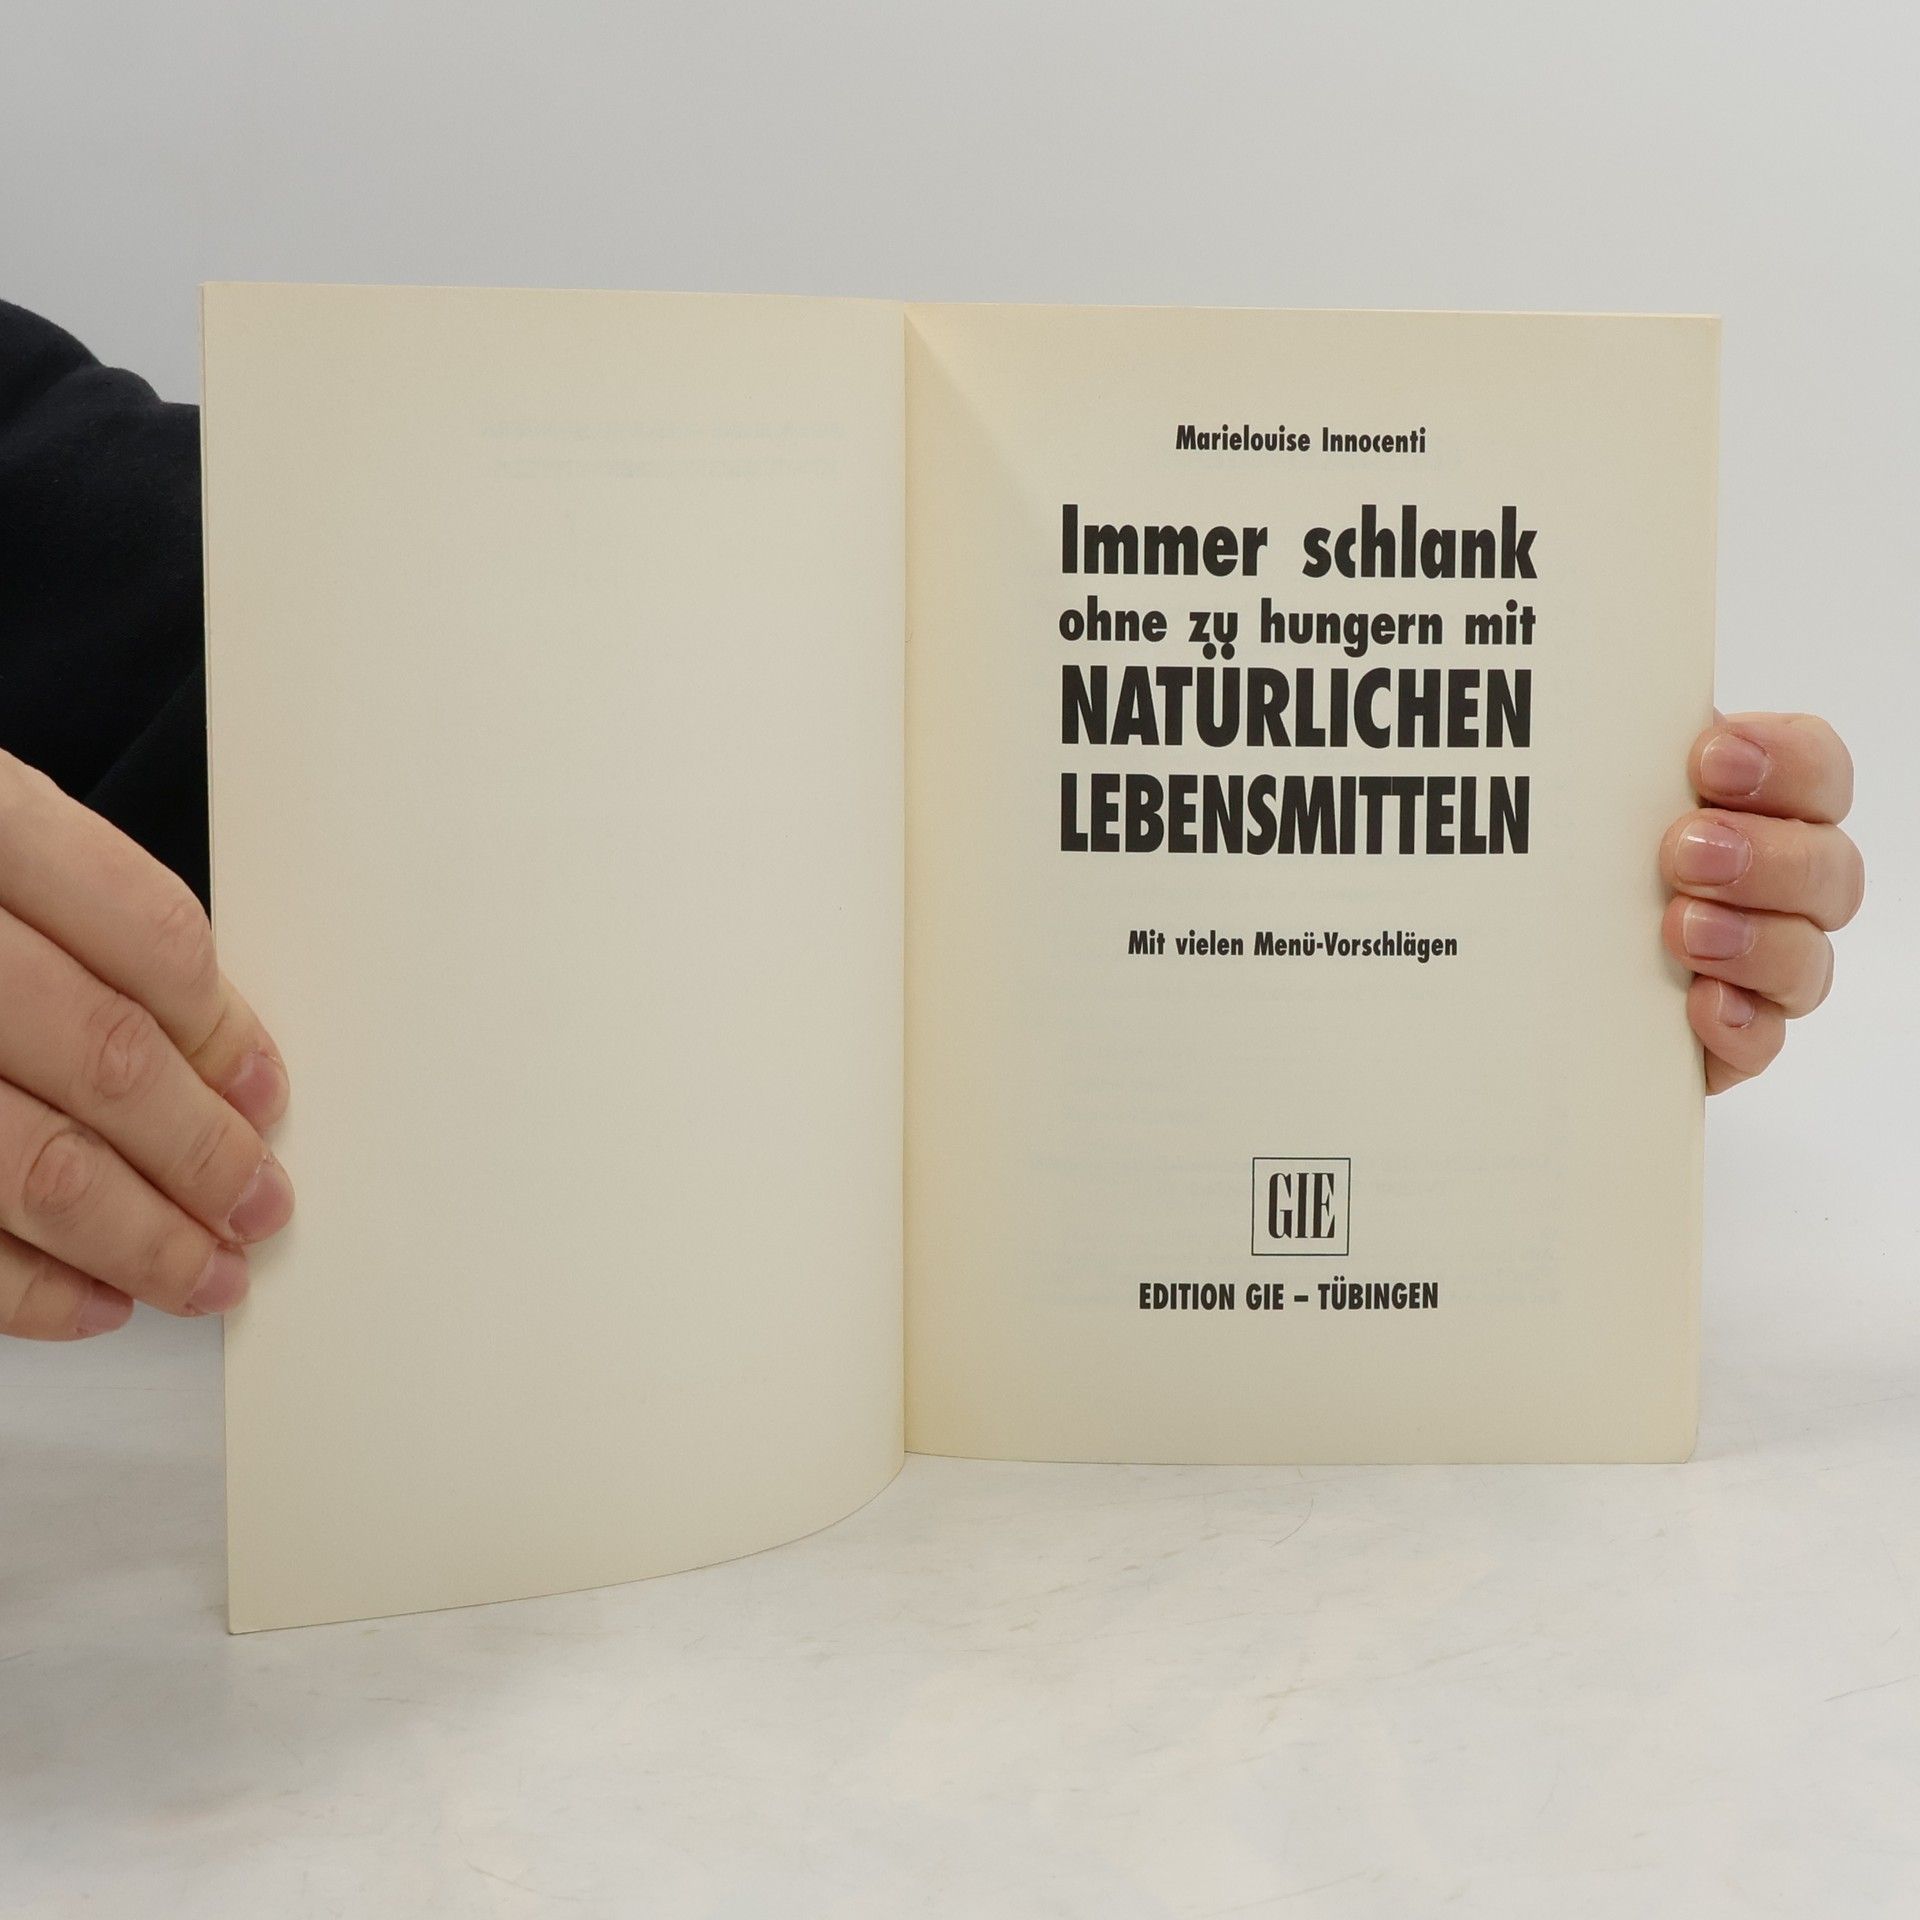 Marielouise Innocenti
Immer schlank
ohne zu hungern mit
NATÜRLICHEN
LEBENSMITTELN
Mit vielen Menü-Vorschlägen
GIE
EDITION GIE – TÜBINGEN